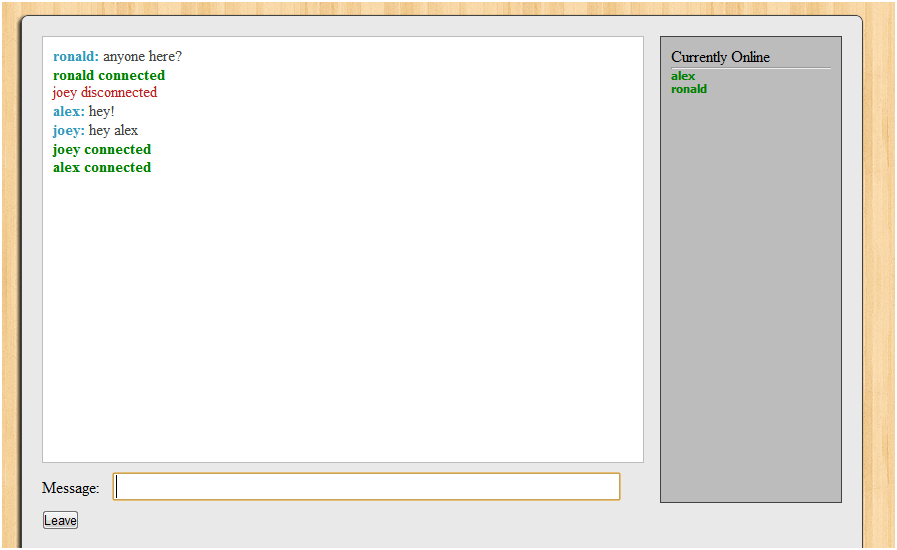 ronald: anyone here?
ronald connected
joey disconnected
alex: hey!
joey: hey alex
joey connected
alex connected
Currently Online
alex
ronald
Message:
Leave